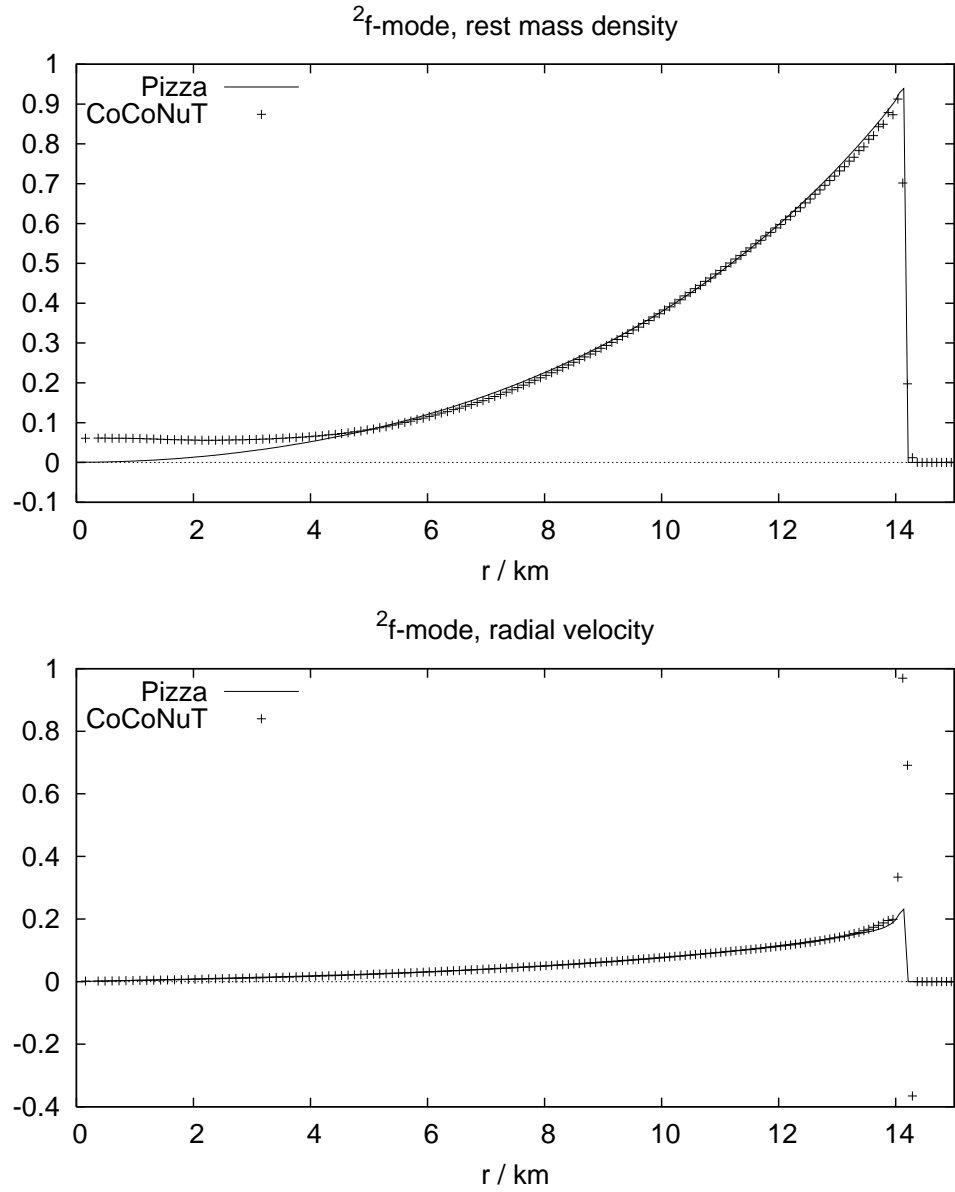 ²f-mode, rest mass density
1
0.9
0.8
0.7
0.6
0.5
0.4
0.3
0.2
0.1
0
-0.1
Pizza
CoCoNuT
0 2 4 6 8 10 12 14
r / km
²f-mode, radial velocity
1
0.8
0.6
0.4
0.2
0
-0.2
-0.4
Pizza
CoCoNuT
0 2 4 6 8 10 12 14
r / km